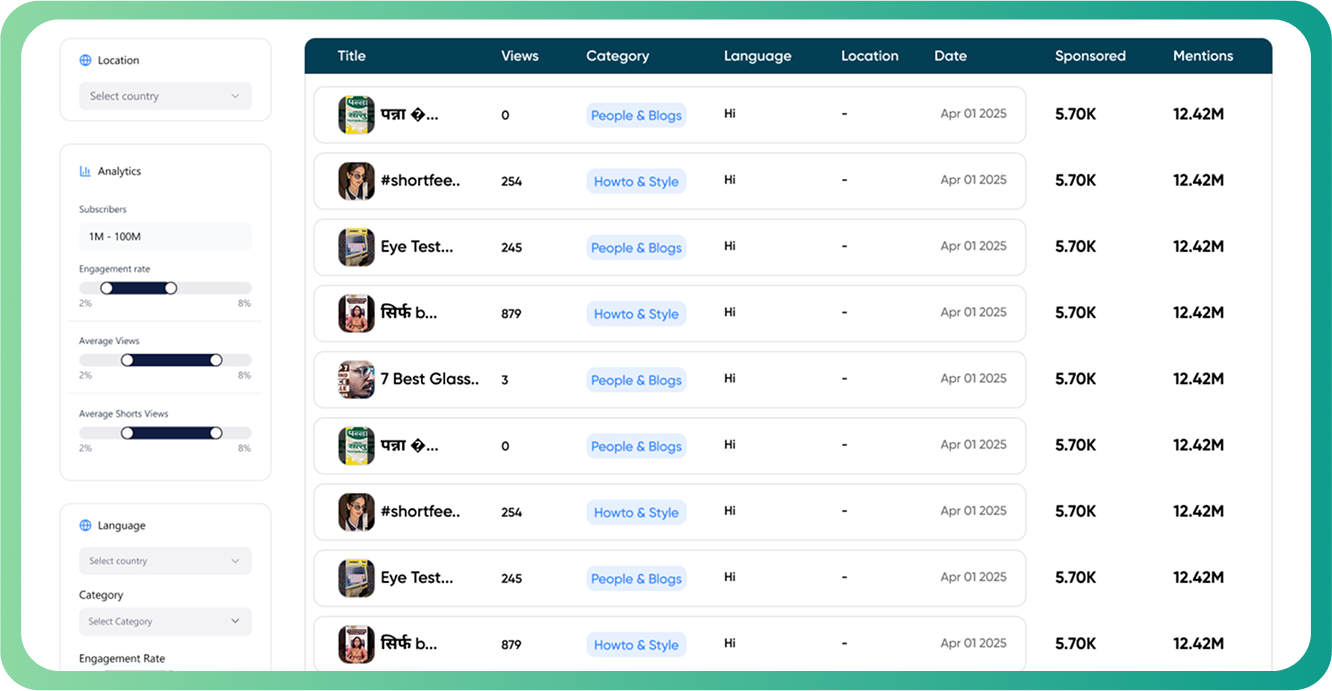 Location
Select country
Analytics
Subscribers
1M - 100M
Engagement rate
2% 8%
Average Views
2% 8%
Average Shorts Views
2% 8%
Language
Select country
Category
Select Category
Engagement Rate
Title Views Category Language Location Date Sponsored Mentions
पन्ना �... 0 People & Blogs Hi - Apr 01 2025 5.70K 12.42M
#shortfee.. 254 Howto & Style Hi - Apr 01 2025 5.70K 12.42M
Eye Test... 245 People & Blogs Hi - Apr 01 2025 5.70K 12.42M
सिर्फ b... 879 Howto & Style Hi - Apr 01 2025 5.70K 12.42M
7 Best Glass.. 3 People & Blogs Hi - Apr 01 2025 5.70K 12.42M
पन्ना �... 0 People & Blogs Hi - Apr 01 2025 5.70K 12.42M
#shortfee.. 254 Howto & Style Hi - Apr 01 2025 5.70K 12.42M
Eye Test... 245 People & Blogs Hi - Apr 01 2025 5.70K 12.42M
सिर्फ b... 879 Howto & Style Hi - Apr 01 2025 5.70K 12.42M